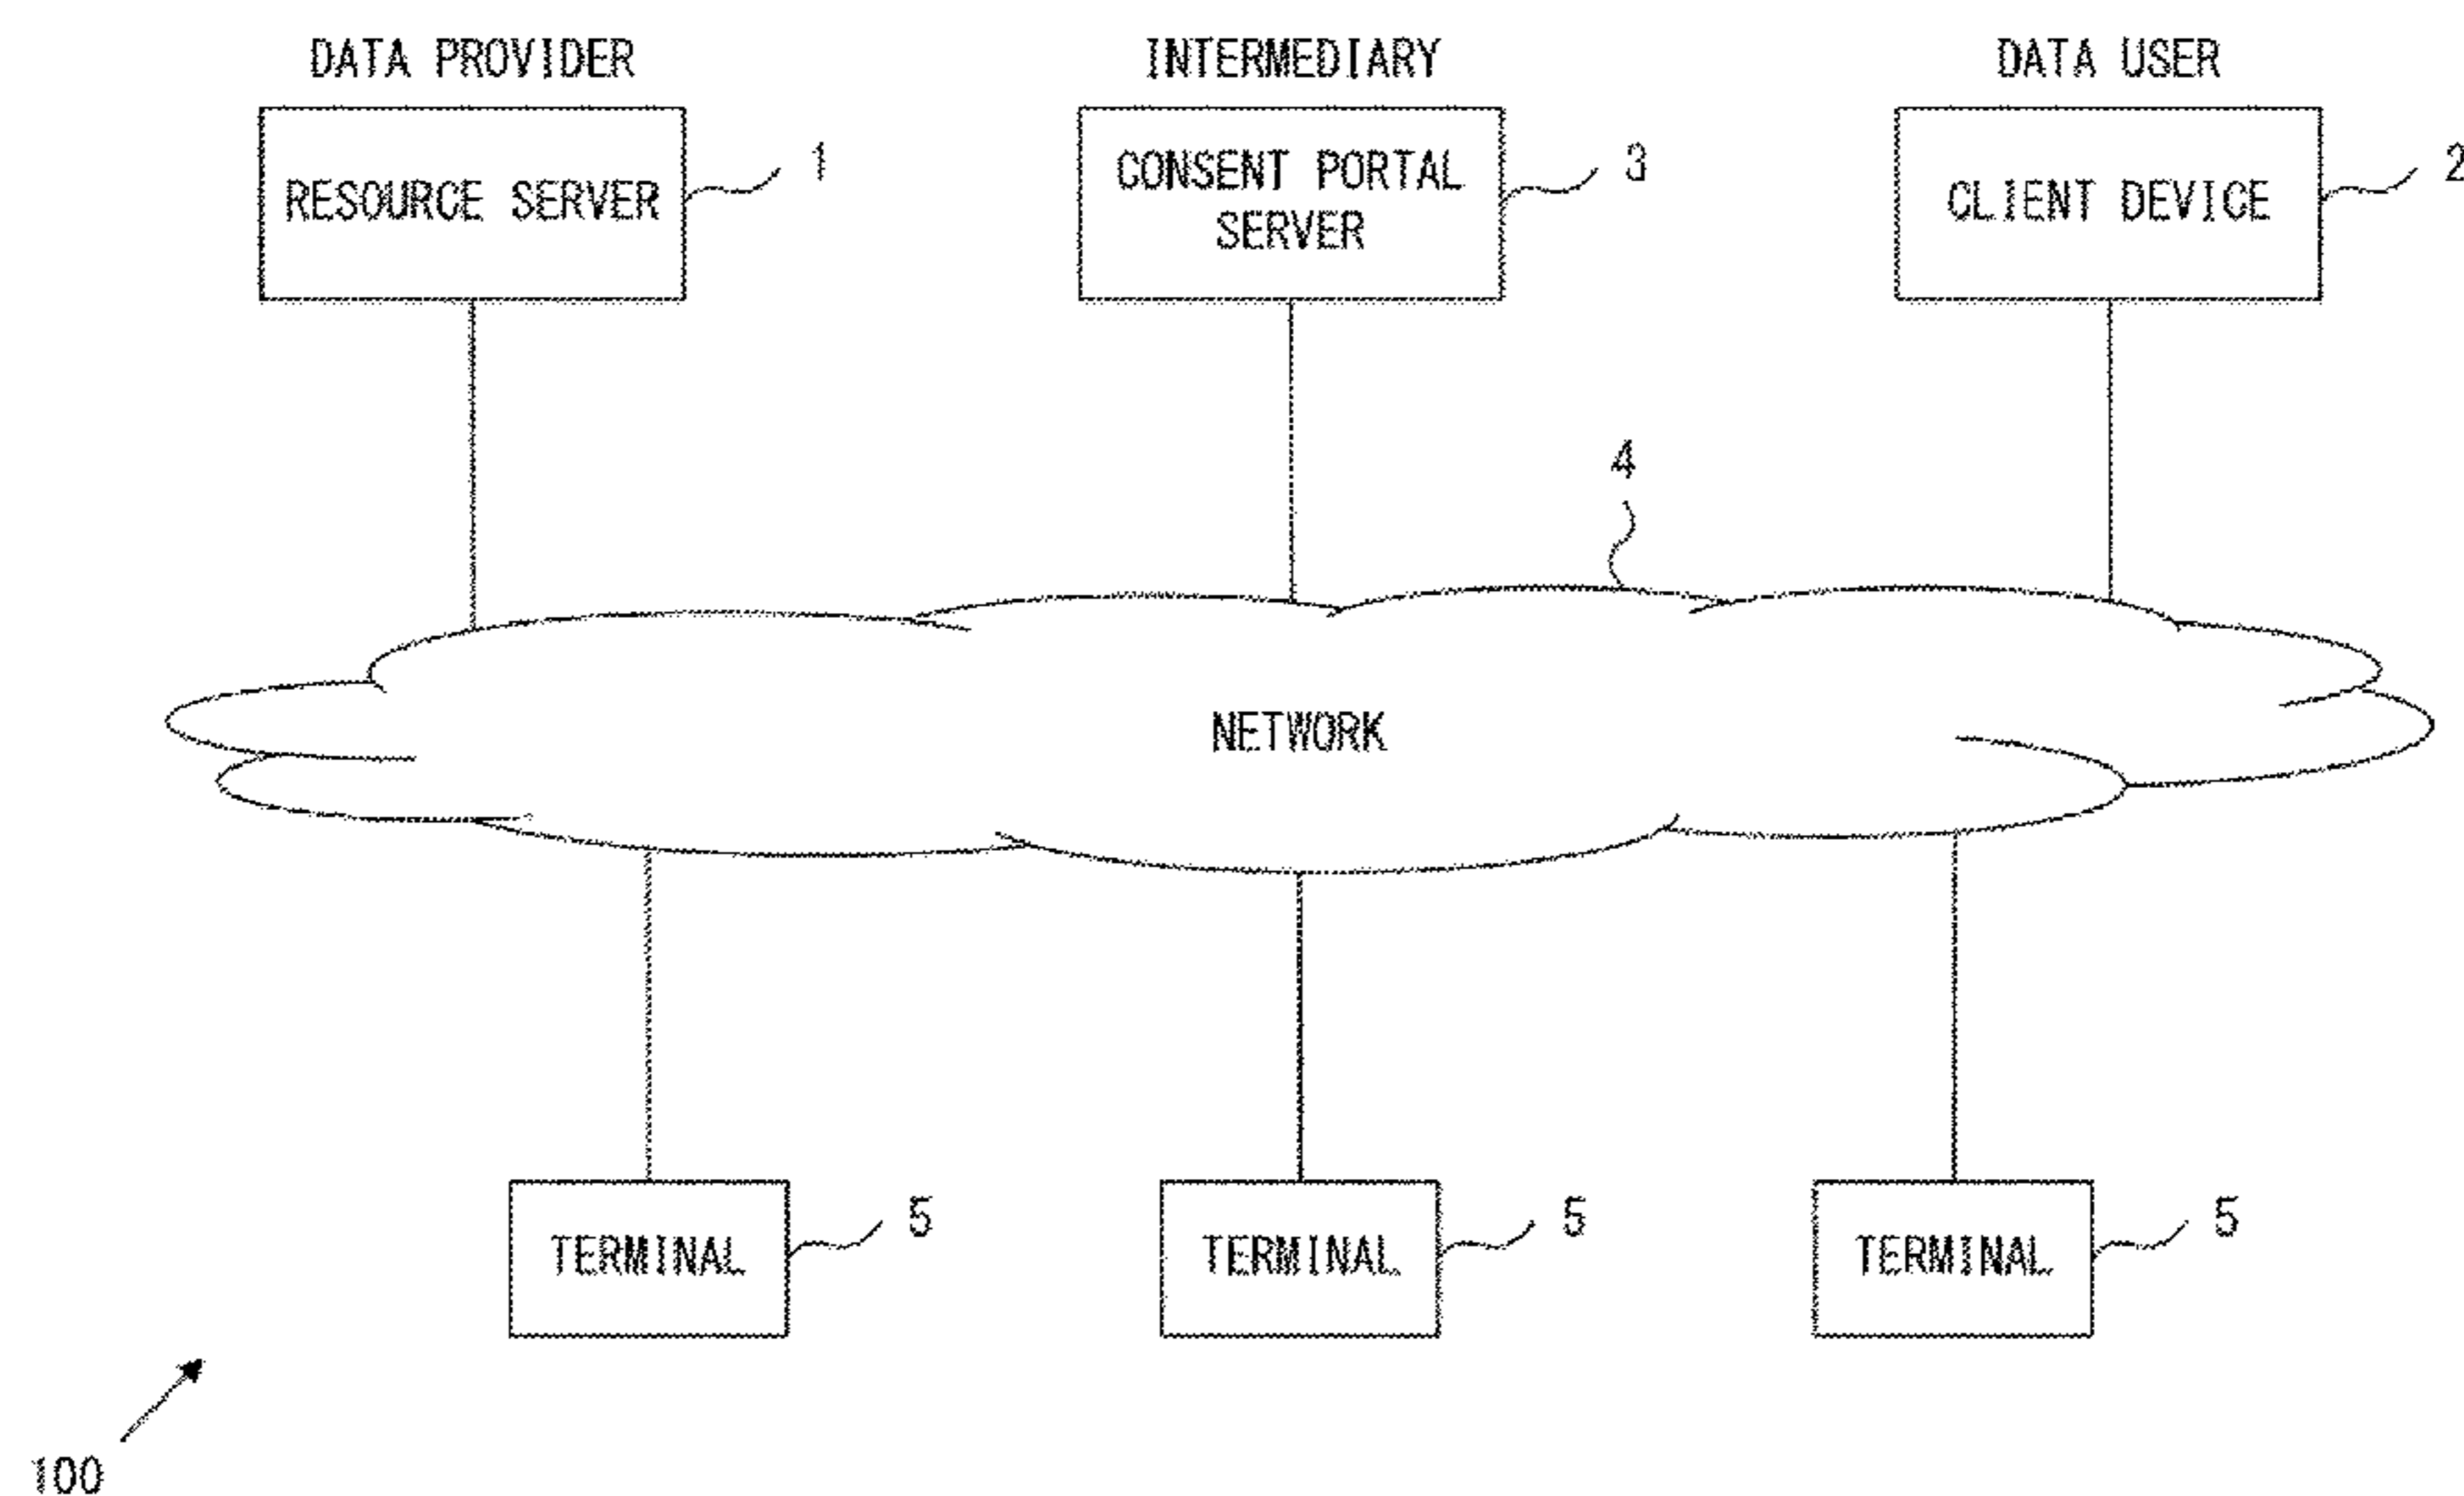 DATA PROVIDER
INTERMEDIARY
DATA USER
RESOURCE SERVER
1
CONSENT PORTAL
SERVER
3
CLIENT DEVICE
2
4
NETWORK
TERMINAL
5
TERMINAL
5
TERMINAL
5
100